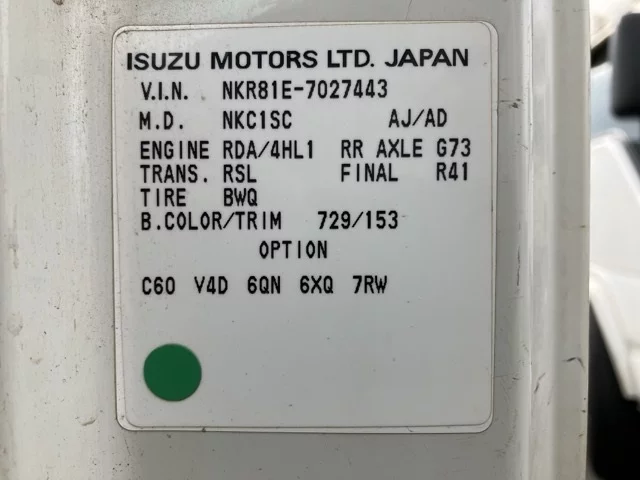 ISUZU MOTORS LTD. JAPAN
V.I.N. NKR81E-7027443
M.D. NKC1SC AJ/AD
ENGINE RDA/4HL1 RR AXLE G73
TRANS. RSL FINAL R41
TIRE BWQ
B.COLOR/TRIM 729/153
OPTION
C60 V4D 6QN 6XQ 7RW